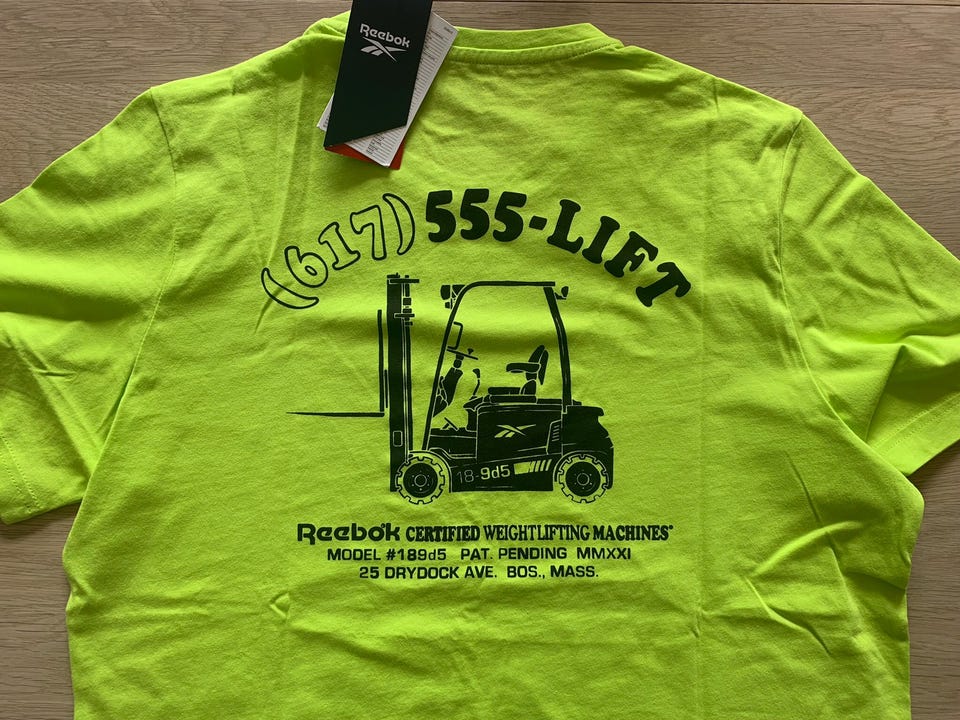 Reebok
(617) 555-LIFT
18-9d5
Reebok CERTIFIED WEIGHTLIFTING MACHINES
MODEL #189d5 PAT. PENDING MMXXI
25 DRYDOCK AVE. BOS., MASS.